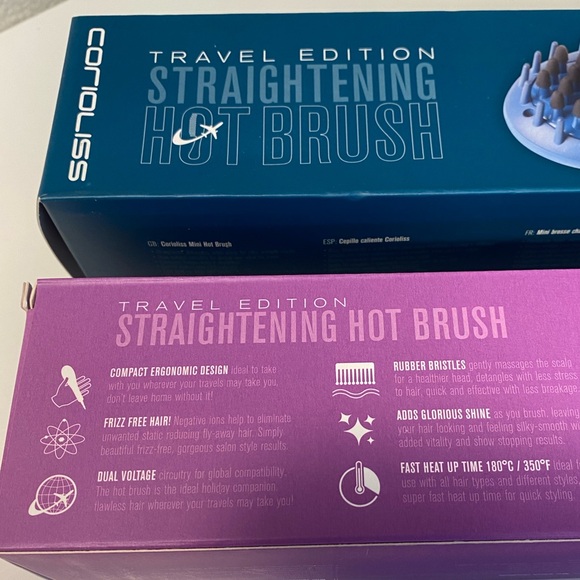 corioliss
TRAVEL EDITION
STRAIGHTENING
HOT BRUSH
GB: Corioliss Mini Hot Brush
ESP: Cepillo caliente Corioliss
FR: Mini brosse
TRAVEL EDITION
STRAIGHTENING HOT BRUSH
COMPACT ERGONOMIC DESIGN ideal to take
with you wherever your travels may take you,
don't leave home without it!
FRIZZ FREE HAIR! Negative ions help to eliminate
unwanted static reducing fly-away hair. Simply
beautiful frizz-free, gorgeous salon style results.
DUAL VOLTAGE circuitry for global compatibility.
The hot brush is the ideal holiday companion,
flawless hair wherever your travels may take you!
RUBBER BRISTLES gently massages the scalp
for a healthier head, detangles with less stress
to hair, quick and effective with less breakage.
ADDS GLORIOUS SHINE as you brush, leaving
your hair looking and feeling silky-smooth wi
added vitality and show stopping results.
FAST HEAT UP TIME 180°C / 350°F Ideal f
use with all hair types and different styles,
super fast heat up time for quick styling.